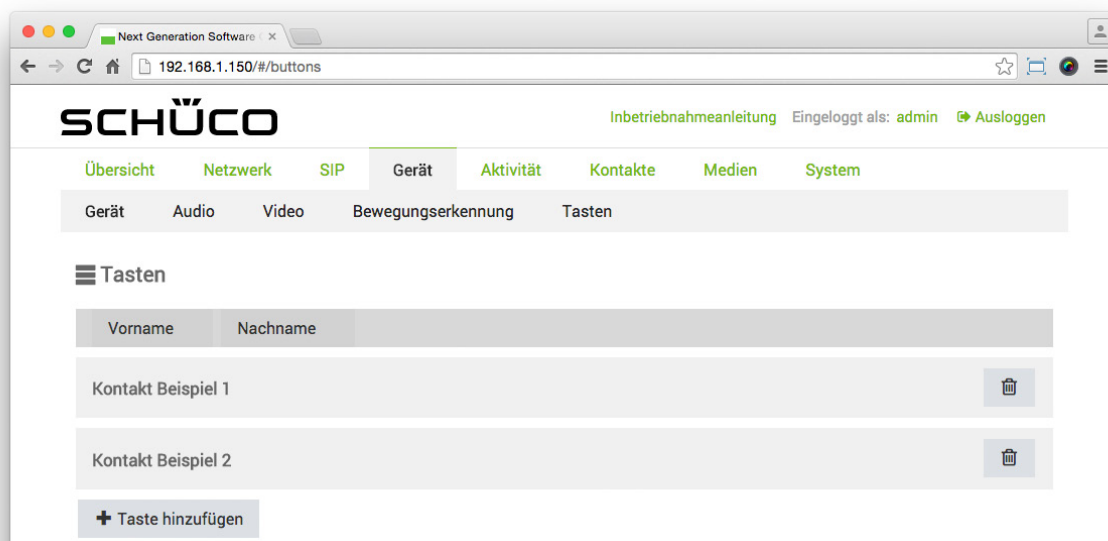 Next Generation Software
192.168.1.150/#/buttons
SCHÜCO
Inbetriebnahmeanleitung Eingeloggt als: admin Ausloggen
Übersicht Netzwerk SIP Gerät Aktivität Kontakte Medien System
Gerät Audio Video Bewegungserkennung Tasten
Tasten
Vorname Nachname
Kontakt Beispiel 1
Kontakt Beispiel 2
Taste hinzufügen